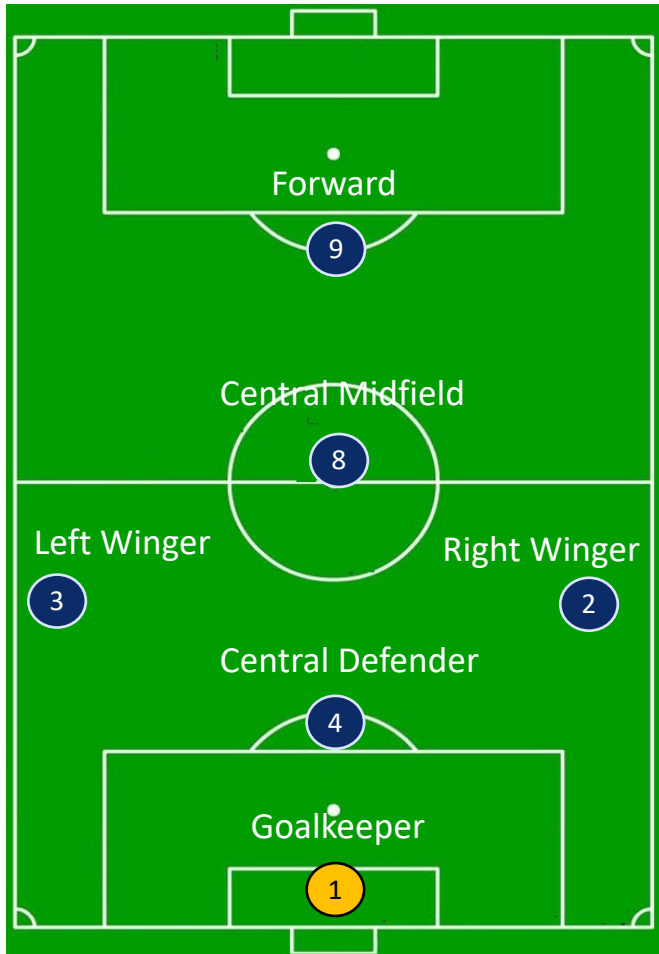 Forward
9
Central Midfield
8
Left Winger
Right Winger
3
2
Central Defender
4
Goalkeeper
1